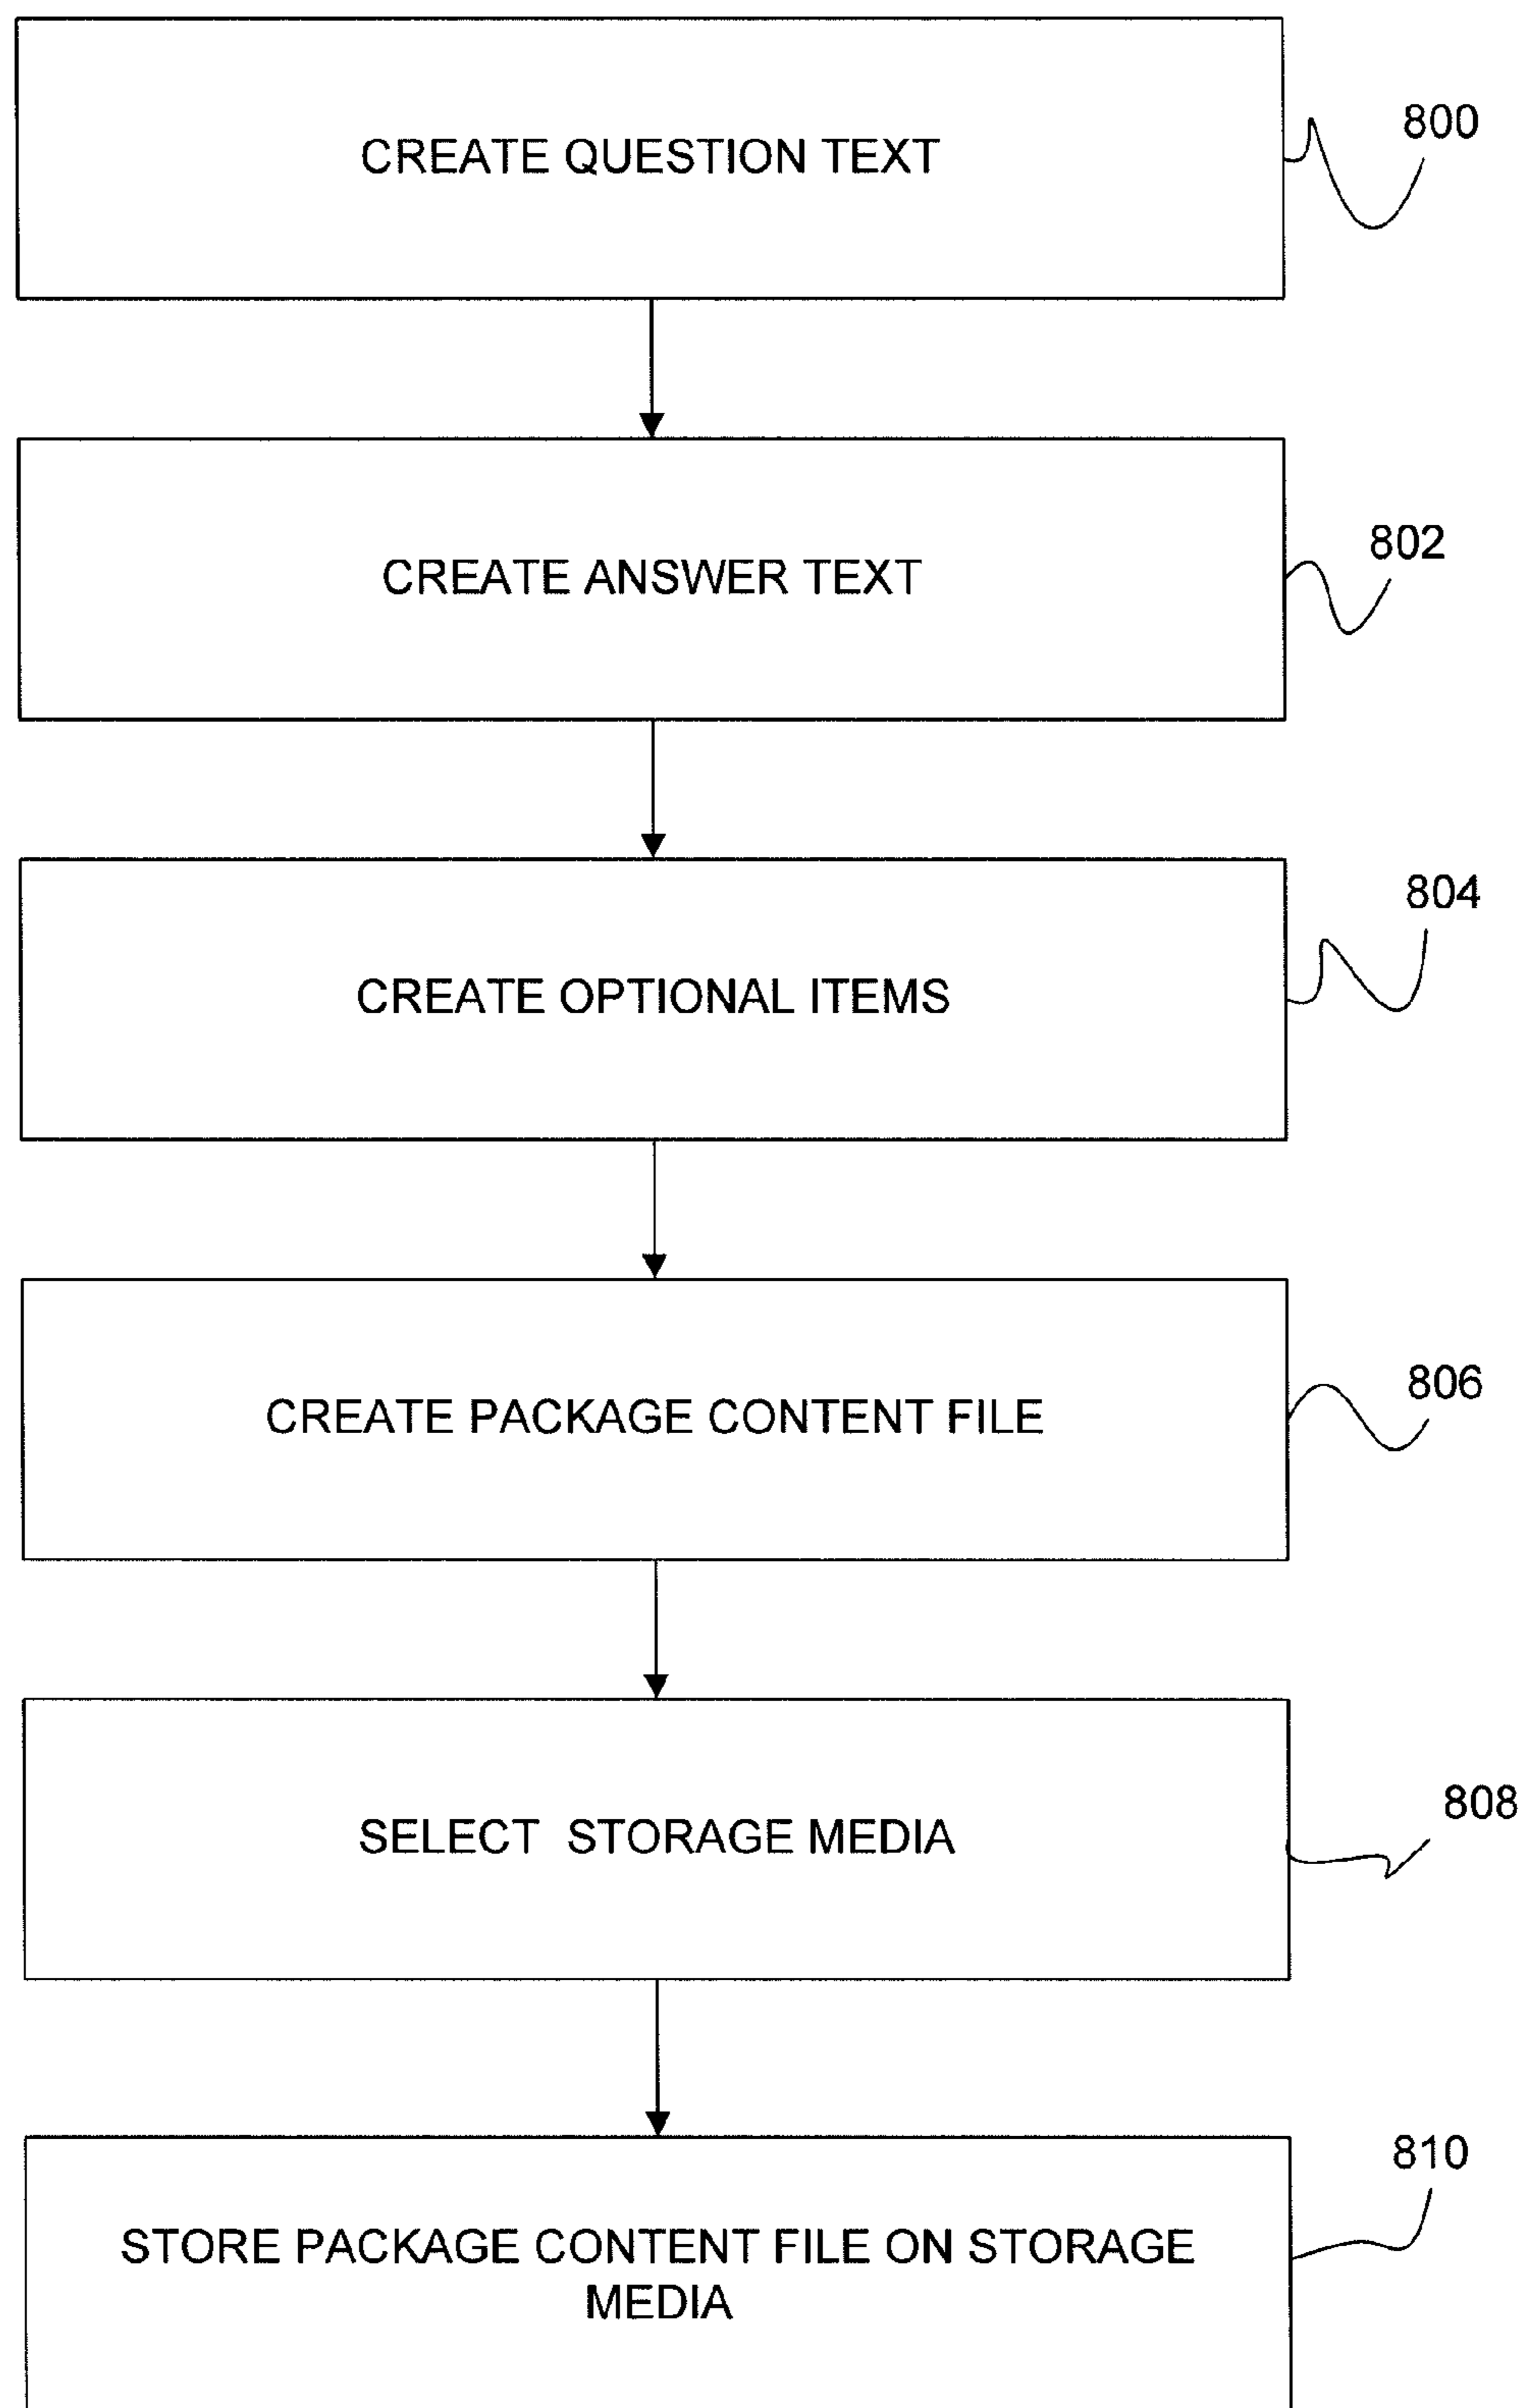 CREATE QUESTION TEXT
800
CREATE ANSWER TEXT
802
CREATE OPTIONAL ITEMS
804
CREATE PACKAGE CONTENT FILE
806
SELECT  STORAGE MEDIA
808
STORE PACKAGE CONTENT FILE ON STORAGE
MEDIA
810